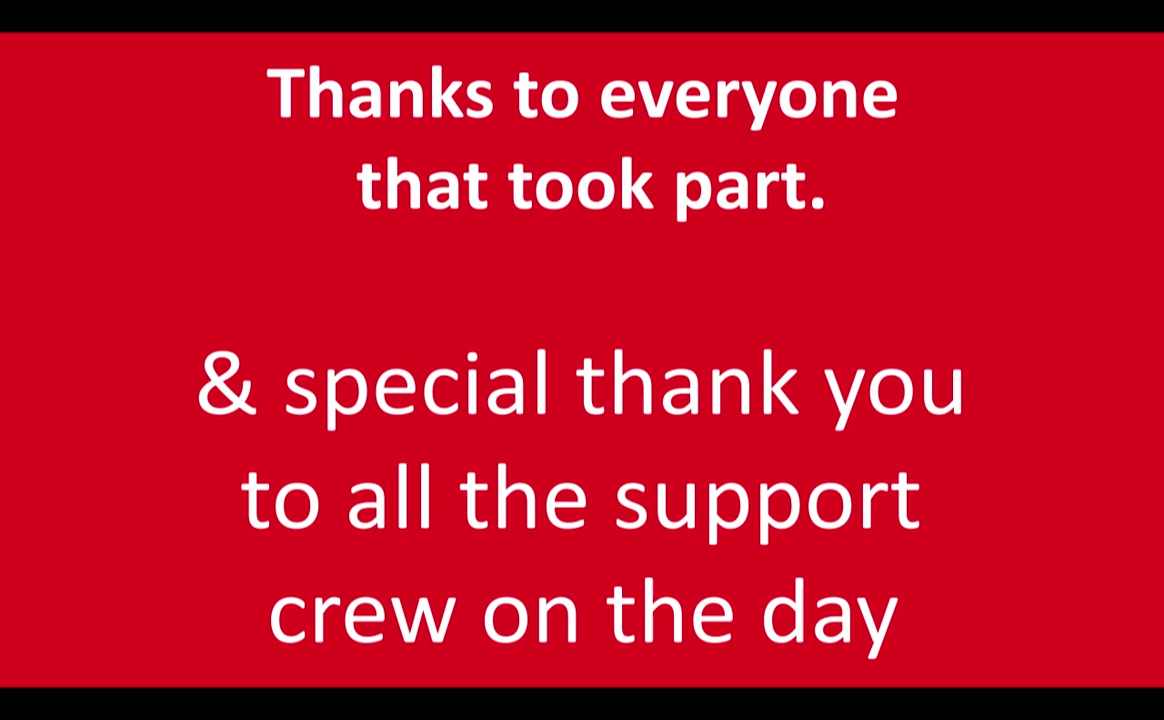 Thanks to everyone
that took part.
& special thank you
to all the support
crew on the day